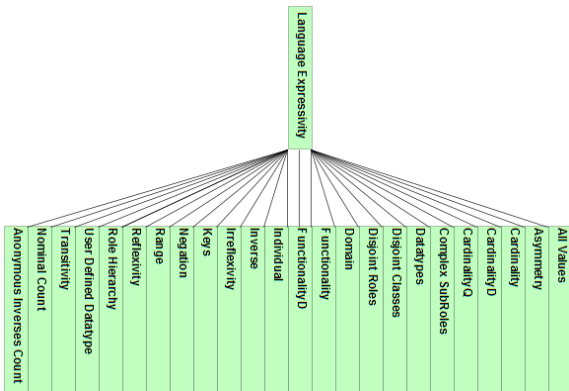 Language Expressivity
Anonymous Inverses Count
Nominal Count
Transitivity
User Defined Datatype
Role Hierarchy
Reflexivity
Range
Negation
Keys
Irreflexivity
Inverse
Individual
FunctionalityD
Functionality
Domain
Disjoint Roles
Disjoint Classes
Datatypes
Complex SubRoles
CardinalityQ
CardinalityD
Cardinality
Asymmetry
All Values